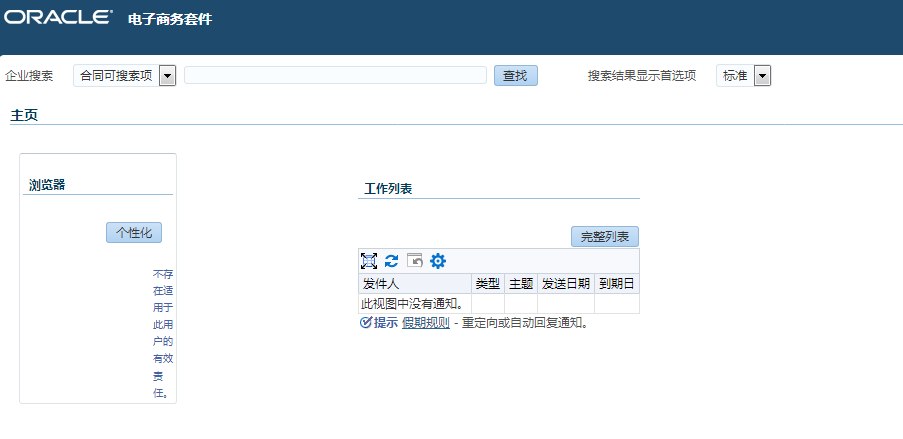 ORACLE 电子商务套件
企业搜索 合同可搜索项 查找 搜索结果显示首选项 标准
主页
浏览器
个性化
不存
在适
用于
此用
户的
有效
责
任。
工作列表
完整列表
发件人 类型 主题 发送日期 到期日
此视图中没有通知。
提示 假期规则 - 重定向或自动回复通知。